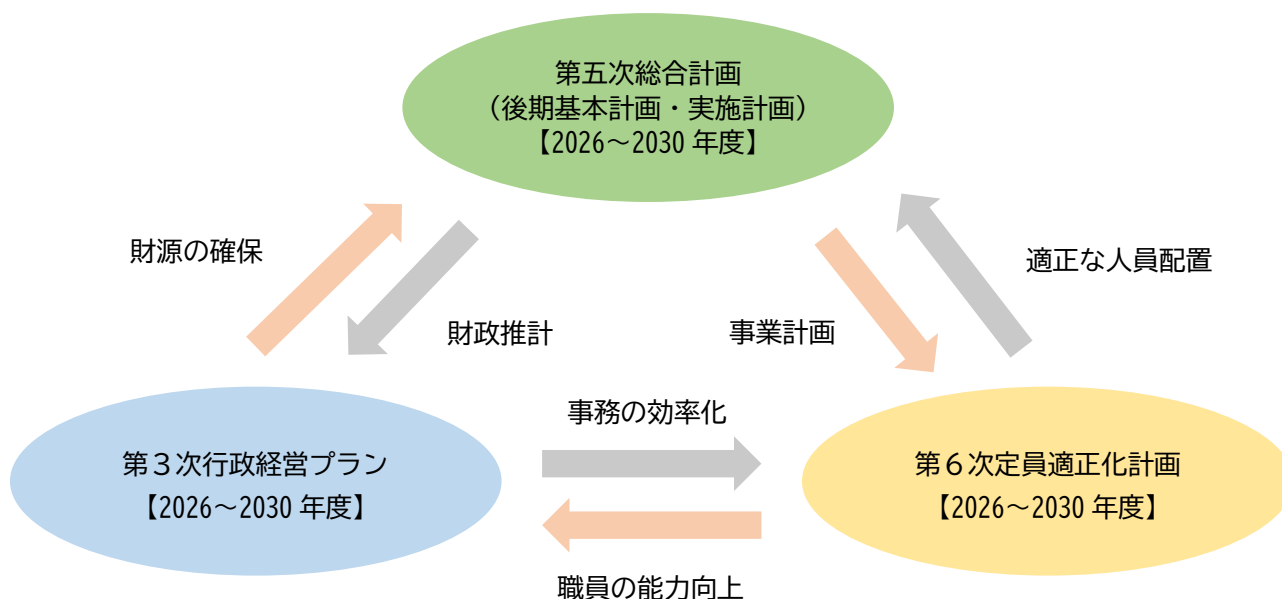 第五次総合計画
（後期基本計画・実施計画）
【2026～2030 年度】
財源の確保
適正な人員配置
財政推計
事業計画
事務の効率化
第３次行政経営プラン
【2026～2030 年度】
第６次定員適正化計画
【2026～2030 年度】
職員の能力向上